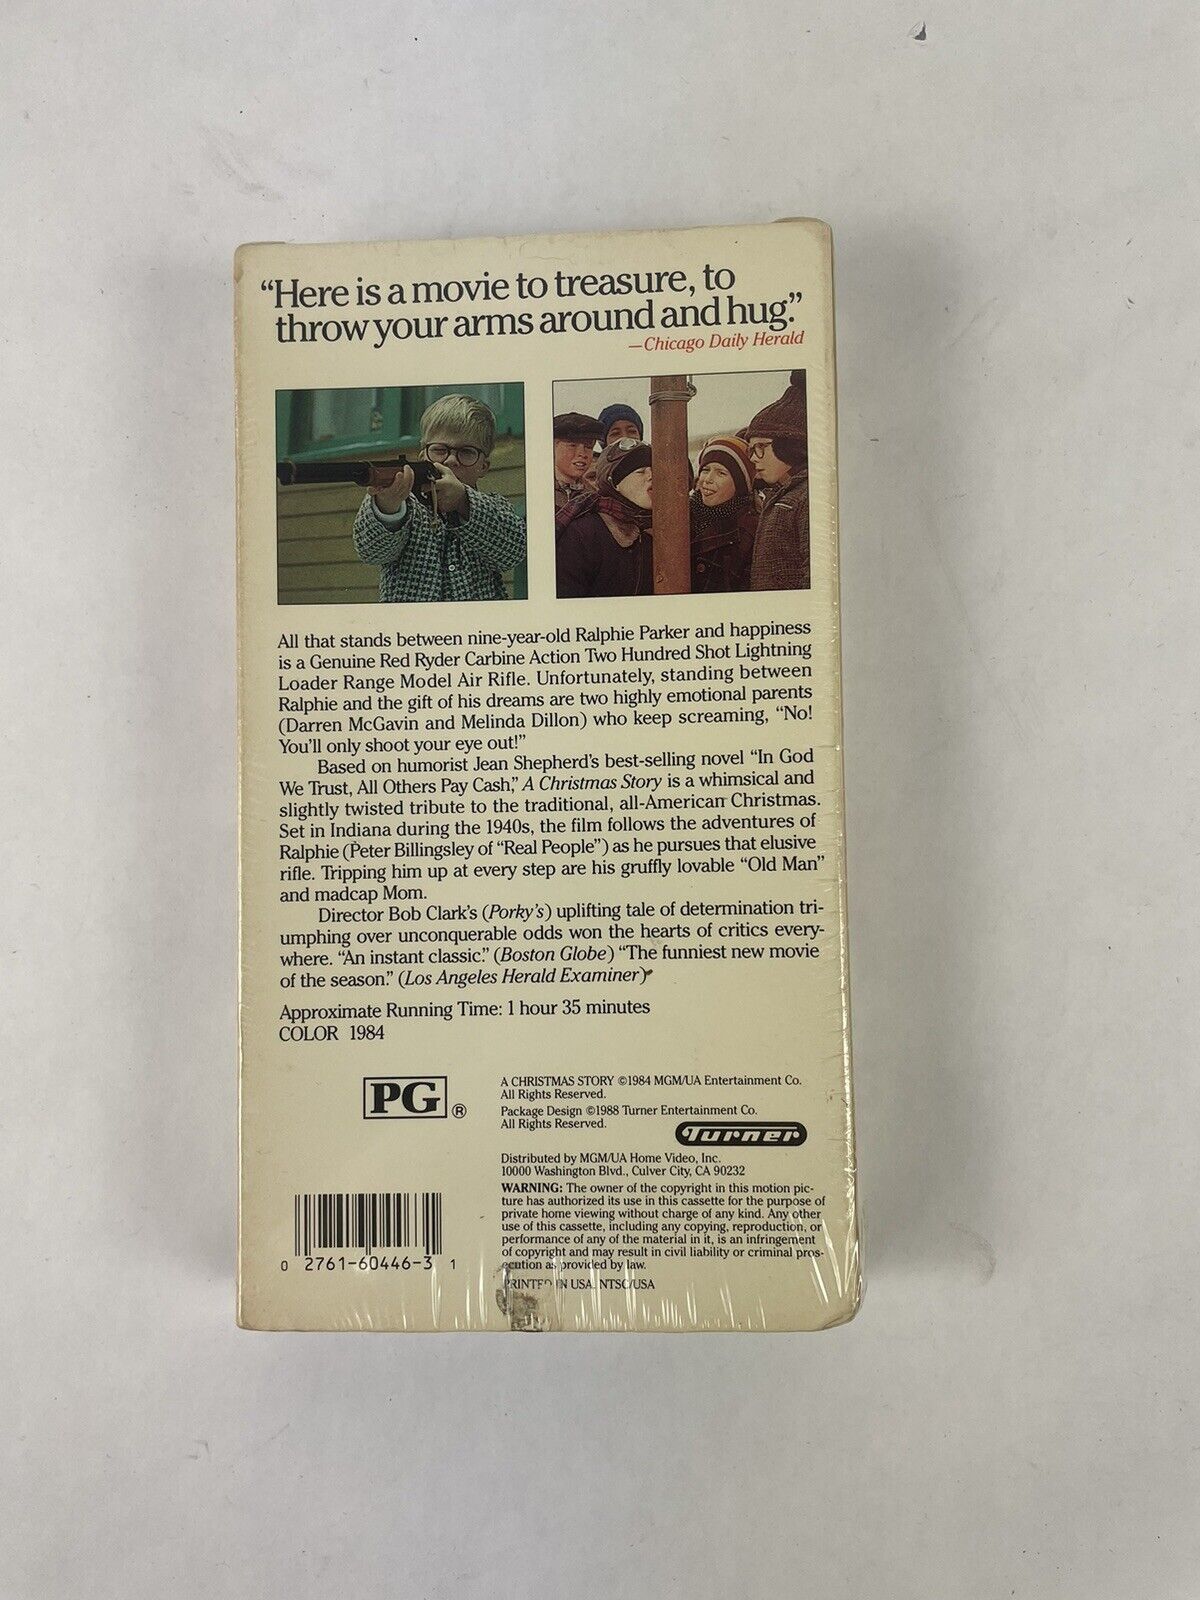 “Here is a movie to treasure, to
throw your arms around and hug.”
—Chicago Daily Herald
All that stands between nine-year-old Ralphie Parker and happiness
is a Genuine Red Ryder Carbine Action Two Hundred Shot Lightning
Loader Range Model Air Rifle. Unfortunately, standing between
Ralphie and the gift of his dreams are two highly emotional parents
(Darren McGavin and Melinda Dillon) who keep screaming, “No!
You'll only shoot your eye out!”
Based on humorist Jean Shepherd's best-selling novel “In God
We Trust, All Others Pay Cash,” A Christmas Story is a whimsical and
slightly twisted tribute to the traditional, all-American Christmas.
Set in Indiana during the 1940s, the film follows the adventures of
Ralphie (Peter Billingsley of “Real People”) as he pursues that elusive
rifle. Tripping him up at every step are his gruffly lovable “Old Man”
and madcap Mom.
Director Bob Clark's (Porky's) uplifting tale of determination tri-
umphing over unconquerable odds won the hearts of critics every-
where. “An instant classic.” (Boston Globe) “The funniest new movie
of the season.” (Los Angeles Herald Examiner)
Approximate Running Time: 1 hour 35 minutes
COLOR 1984
PG ®
A CHRISTMAS STORY ©1984 MGM/UA Entertainment Co.
All Rights Reserved.
Package Design ©1988 Turner Entertainment Co.
All Rights Reserved.
Turner
Distributed by MGM/UA Home Video, Inc.
10000 Washington Blvd., Culver City, CA 90232
WARNING: The owner of the copyright in this motion pic-
ture has authorized its use in this cassette for the purpose of
private home viewing without charge of any kind. Any other
use of this cassette, including any copying, reproduction, or
performance of any of the material in it, is an infringement
of copyright and may result in civil liability or criminal pros-
ecution as provided by law.
PRINTED IN USA. NTSC/USA
0 2761-60446-3 1